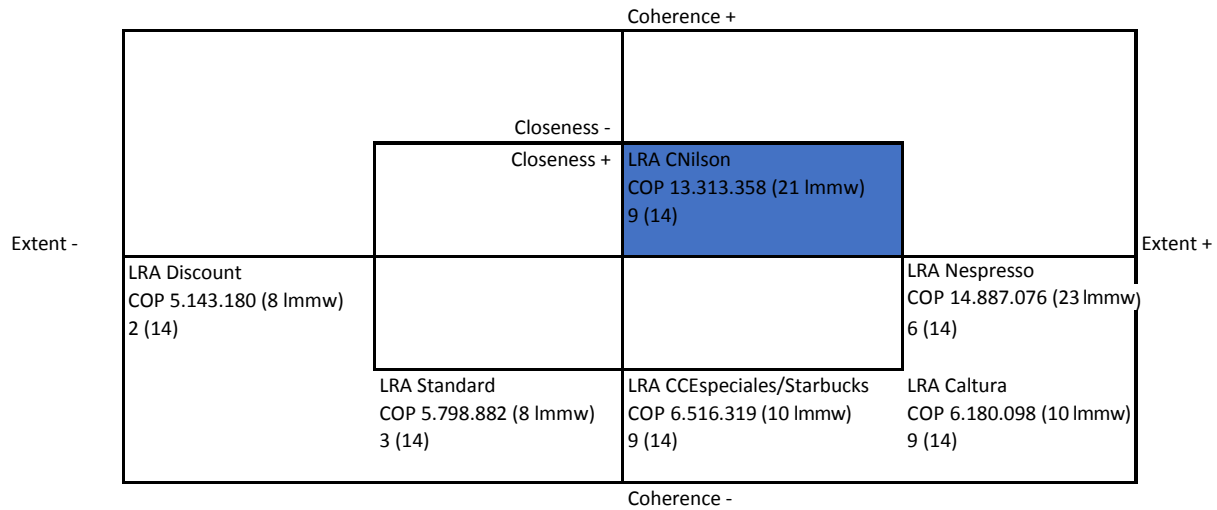 Coherence +
Closeness -
Closeness +
LRA CNilson
COP 13.313.358 (21 lmmw)
9 (14)
Extent -
Extent +
LRA Discount
COP 5.143.180 (8 lmmw)
2 (14)
LRA Nespresso
COP 14.887.076 (23 lmmw)
6 (14)
LRA Standard
COP 5.798.882 (8 lmmw)
3 (14)
LRA CCEspeciales/Starbucks
COP 6.516.319 (10 lmmw)
9 (14)
LRA Caltura
COP 6.180.098 (10 lmmw)
9 (14)
Coherence -